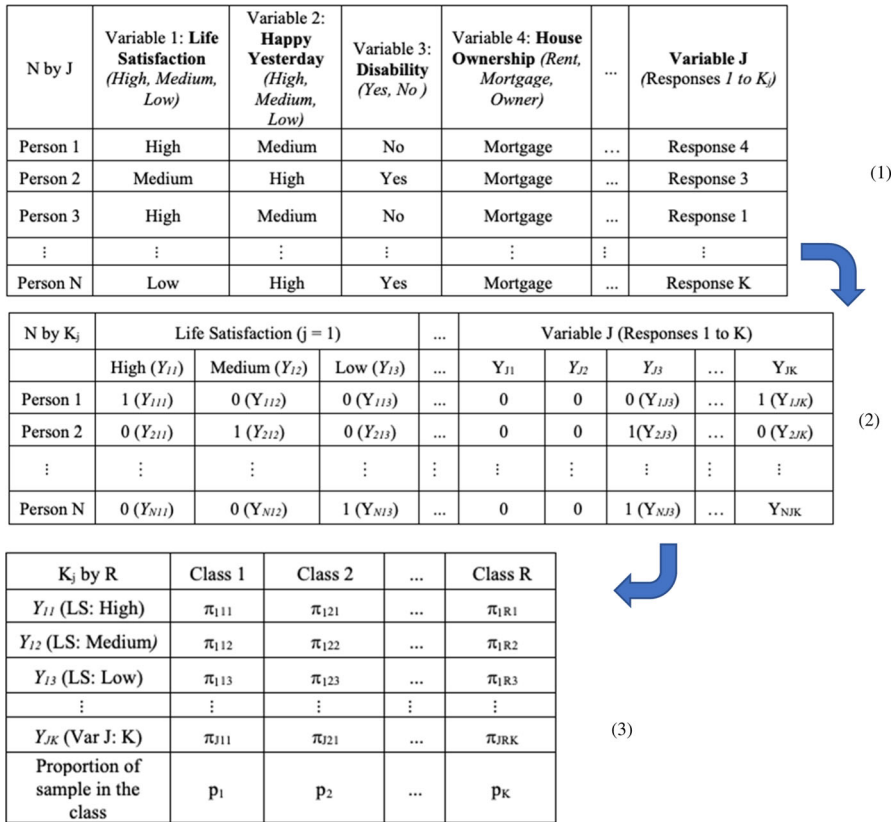 N by J | Variable 1: Life Satisfaction (High, Medium, Low) | Variable 2: Happy Yesterday (High, Medium, Low) | Variable 3: Disability (Yes, No ) | Variable 4: House Ownership (Rent, Mortgage, Owner) | ... | Variable J (Responses 1 to Kj)
Person 1 | High | Medium | No | Mortgage | ... | Response 4
Person 2 | Medium | High | Yes | Mortgage | ... | Response 3
(1)
Person 3 | High | Medium | No | Mortgage | ... | Response 1
⋮ | ⋮ | ⋮ | ⋮ | ⋮ | ⋮ | ⋮
Person N | Low | High | Yes | Mortgage | ... | Response K
N by Kj | Life Satisfaction (j = 1) | ... | Variable J (Responses 1 to K)
High (Y11) | Medium (Y12) | Low (Y13) | ... | YJ1 | YJ2 | YJ3 | ... | YJK
Person 1 | 1 (Y111) | 0 (Y112) | 0 (Y113) | ... | 0 | 0 | 0 (Y1J3) | ... | 1 (Y1JK)
(2)
Person 2 | 0 (Y211) | 1 (Y212) | 0 (Y213) | ... | 0 | 0 | 1(Y2J3) | ... | 0 (Y2JK)
⋮ | ⋮ | ⋮ | ⋮ | ⋮ | ⋮ | ⋮ | ⋮ | ⋮ | ⋮
Person N | 0 (YN11) | 0 (YN12) | 1 (YN13) | ... | 0 | 0 | 1 (YNJ3) | ... | YNJK
Kj by R | Class 1 | Class 2 | ... | Class R
Y11 (LS: High) | π111 | π121 | ... | π1R1
Y12 (LS: Medium) | π112 | π122 | ... | π1R2
Y13 (LS: Low) | π113 | π123 | ... | π1R3
⋮ | ⋮ | ⋮ | ⋮ | ⋮
(3)
YJK (Var J: K) | πJ11 | πJ21 | ... | πJRK
Proportion of sample in the class | p1 | p2 | ... | pK